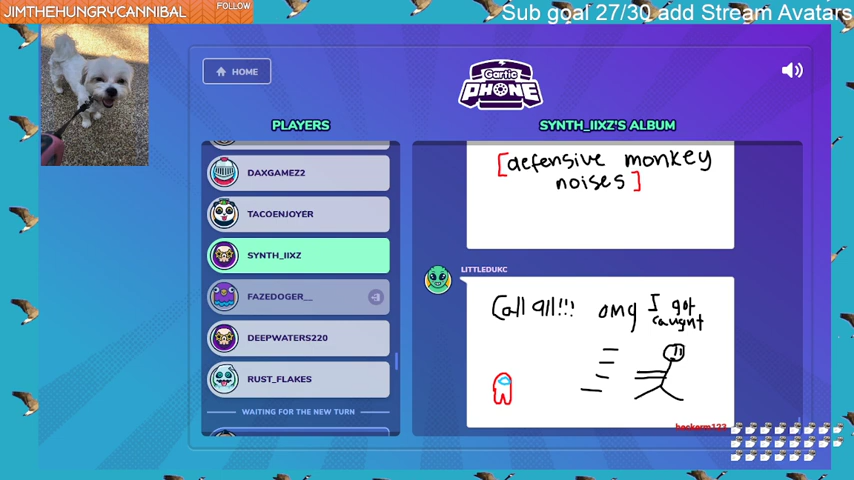 JIMTHEHUNGRYCANNIBAL
FOLLOW
Sub goal 27/30 add Stream Avatars
HOME
Gartic
PHONE
PLAYERS
SYNTH_IIXZ'S ALBUM
DAXGAMEZ2
TACOENJOYER
SYNTH_IIXZ
FAZEDOGER__
DEEPWATERS220
RUST_FLAKES
WAITING FOR THE NEW TURN
[defensive monkey
noises]
LITTLEDUKC
Call 911!!! omg I got
caught
hackerm123